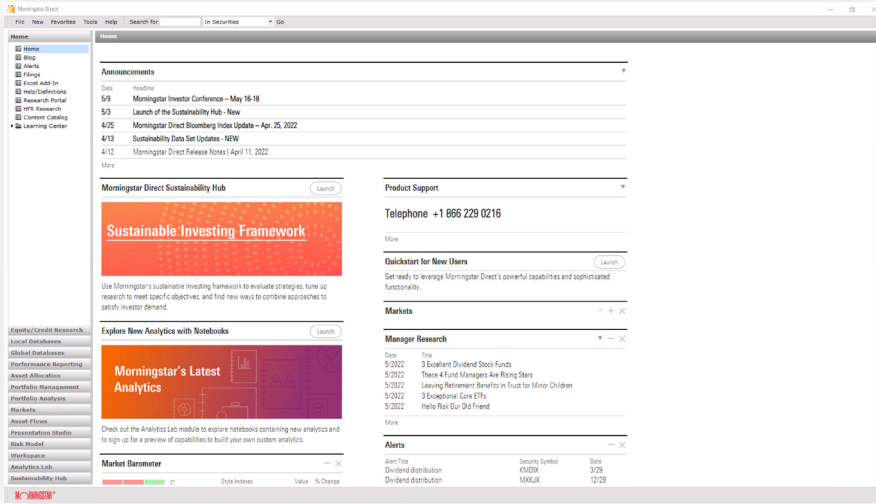 Morningstar Direct
File New Favorites Tools Help Search for In Securities Go
Home
Home
Blog
Alerts
Filings
Excel Add-In
Help/Definitions
Research Portal
HFR Research
Content Catalog
Learning Center
Equity/Credit Research
Local Databases
Global Databases
Performance Reporting
Asset Allocation
Portfolio Management
Portfolio Analysis
Markets
Asset Flows
Presentation Studio
Risk Model
Workspace
Analytics Lab
Sustainability Hub
MORNINGSTAR®
Home
Announcements
Date Headline
5/9 Morningstar Investor Conference – May 16-18
5/3 Launch of the Sustainability Hub - New
4/25 Morningstar Direct Bloomberg Index Update – Apr. 25, 2022
4/13 Sustainability Data Set Updates - NEW
4/12 Morningstar Direct Release Notes | April 11, 2022
More
Morningstar Direct Sustainability Hub Launch
Sustainable Investing Framework
Use Morningstar's sustainable investing framework to evaluate strategies, tune up
research to meet specific objectives, and find new ways to combine approaches to
satisfy investor demand.
Explore New Analytics with Notebooks Launch
Morningstar's Latest
Analytics
Check out the Analytics Lab module to explore notebooks containing new analytics and
to sign up for a preview of capabilities to build your own custom analytics.
Market Barometer
Style Indexes Value % Change
Product Support
Telephone +1 866 229 0216
More
Quickstart for New Users Launch
Get ready to leverage Morningstar Direct's powerful capabilities and sophisticated
functionality.
Markets
Manager Research
Date Title
5/2022 3 Excellent Dividend Stock Funds
5/2022 These 4 Fund Managers Are Rising Stars
5/2022 Leaving Retirement Benefits in Trust for Minor Children
5/2022 3 Exceptional Core ETFs
5/2022 Hello Risk Our Old Friend
More
Alerts
Alert Title Security Symbol Date
Dividend distribution KMDIX 3/29
Dividend distribution MXKJX 12/29